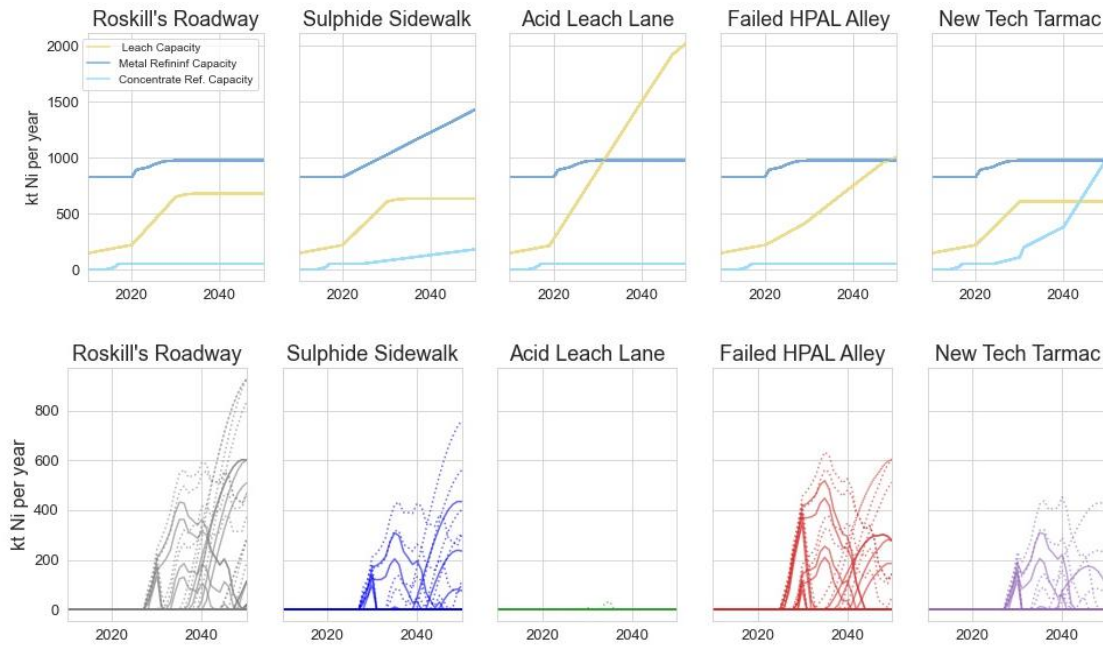 Roskill's Roadway
Sulphide Sidewalk
Acid Leach Lane
Failed HPAL Alley
New Tech Tarmac
kt Ni per year
2000
1500
1000
500
0
Leach Capacity
Metal Refininf Capacity
Concentrate Ref. Capacity
2020 2040
2020 2040
2020 2040
2020 2040
2020 2040
Roskill's Roadway
Sulphide Sidewalk
Acid Leach Lane
Failed HPAL Alley
New Tech Tarmac
kt Ni per year
800
600
400
200
0
2020 2040
2020 2040
2020 2040
2020 2040
2020 2040